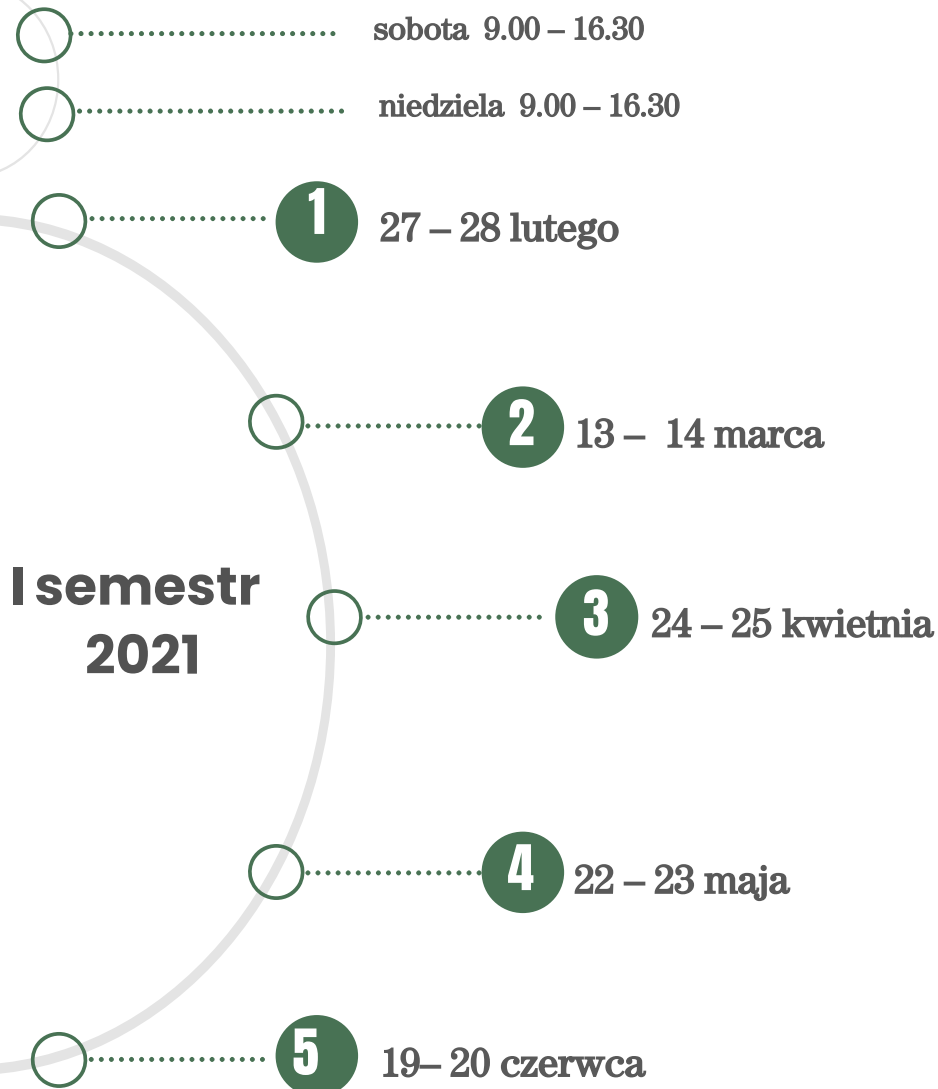 sobota 9.00 – 16.30
niedziela 9.00 – 16.30
1 27 – 28 lutego
2 13 – 14 marca
I semestr
2021
3 24 – 25 kwietnia
4 22 – 23 maja
5 19– 20 czerwca